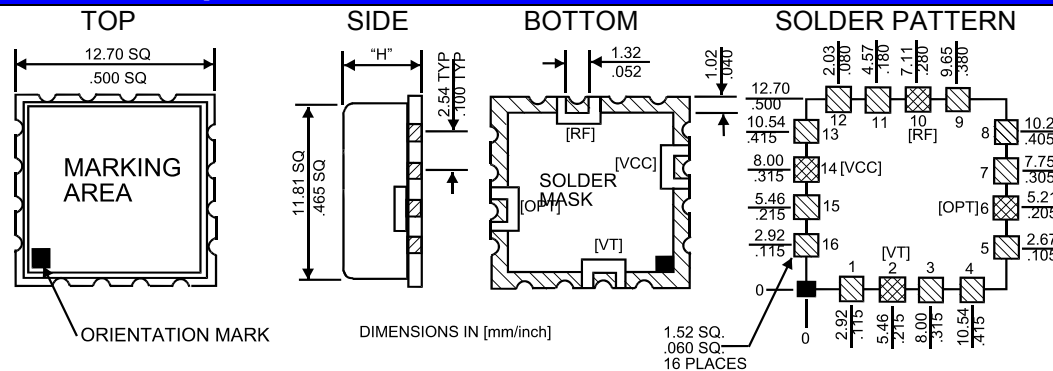 TOP
SIDE
BOTTOM
SOLDER PATTERN
12.70 SQ
.500 SQ
MARKING
AREA
ORIENTATION MARK
“H”
2.54 TYP
.100 TYP
11.81 SQ
.465 SQ
DIMENSIONS IN [mm/inch]
1.32
.052
1.02
.040
[RF]
[VCC]
SOLDER
MASK
[OPT]
[VT]
2.03
.080
4.57
.180
7.11
.280
9.65
.380
12.70
.500
12
11
10
9
[RF]
10.54
.415
13
8
.405
8.00
.315
14 [VCC]
7
7.75
.305
5.46
.215
15
[OPT] 6
5.21
.205
2.92
.115
16
5
2.67
.105
[VT]
1
2
3
4
0
0
2.92
.115
5.46
.215
8.00
.315
10.54
.415
1.52 SQ.
.060 SQ.
16 PLACES